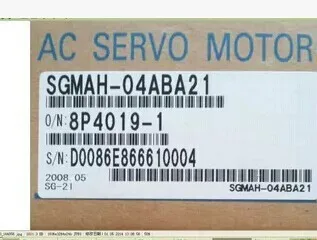 AC SERVO MOTOR
SGMAH-04ABA21
O/N: 8P4019-1
S/N: D0086E866610004
2008.05
SG-21
SGMAH-04ABA21